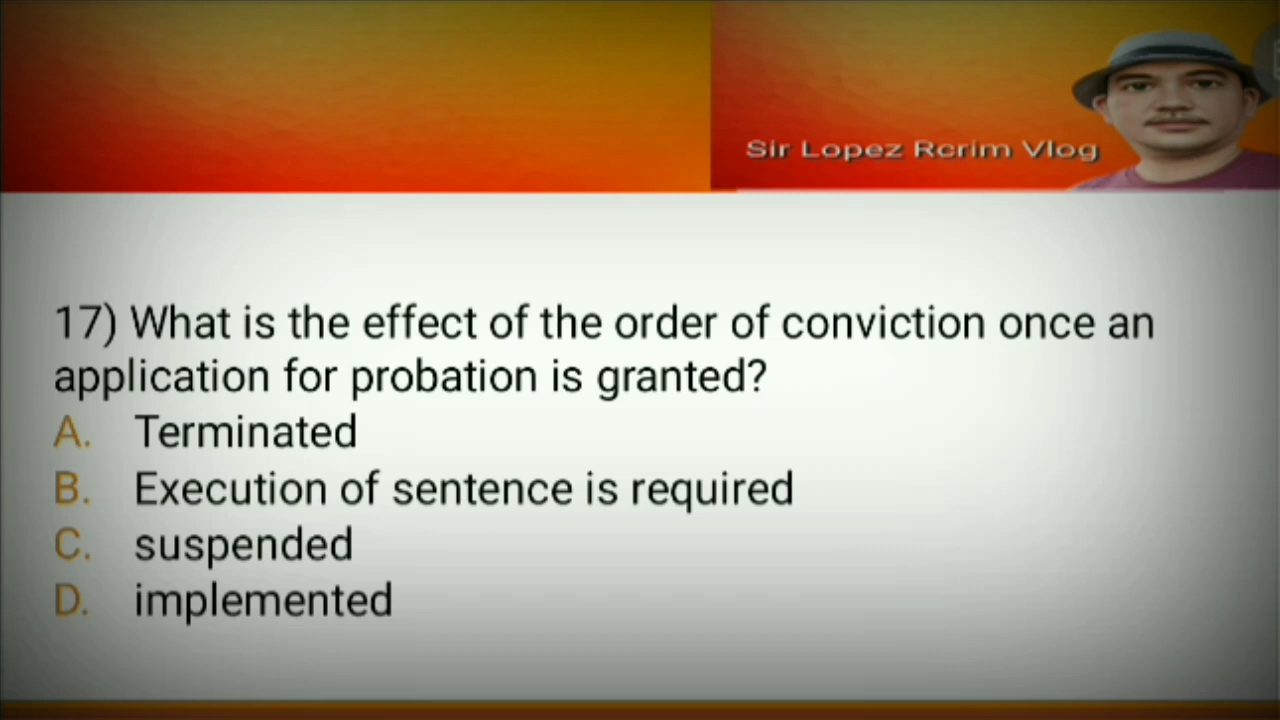 Sir Lopez Rcrim Vlog
17) What is the effect of the order of conviction once an
application for probation is granted?
A. Terminated
B. Execution of sentence is required
C. suspended
D. implemented